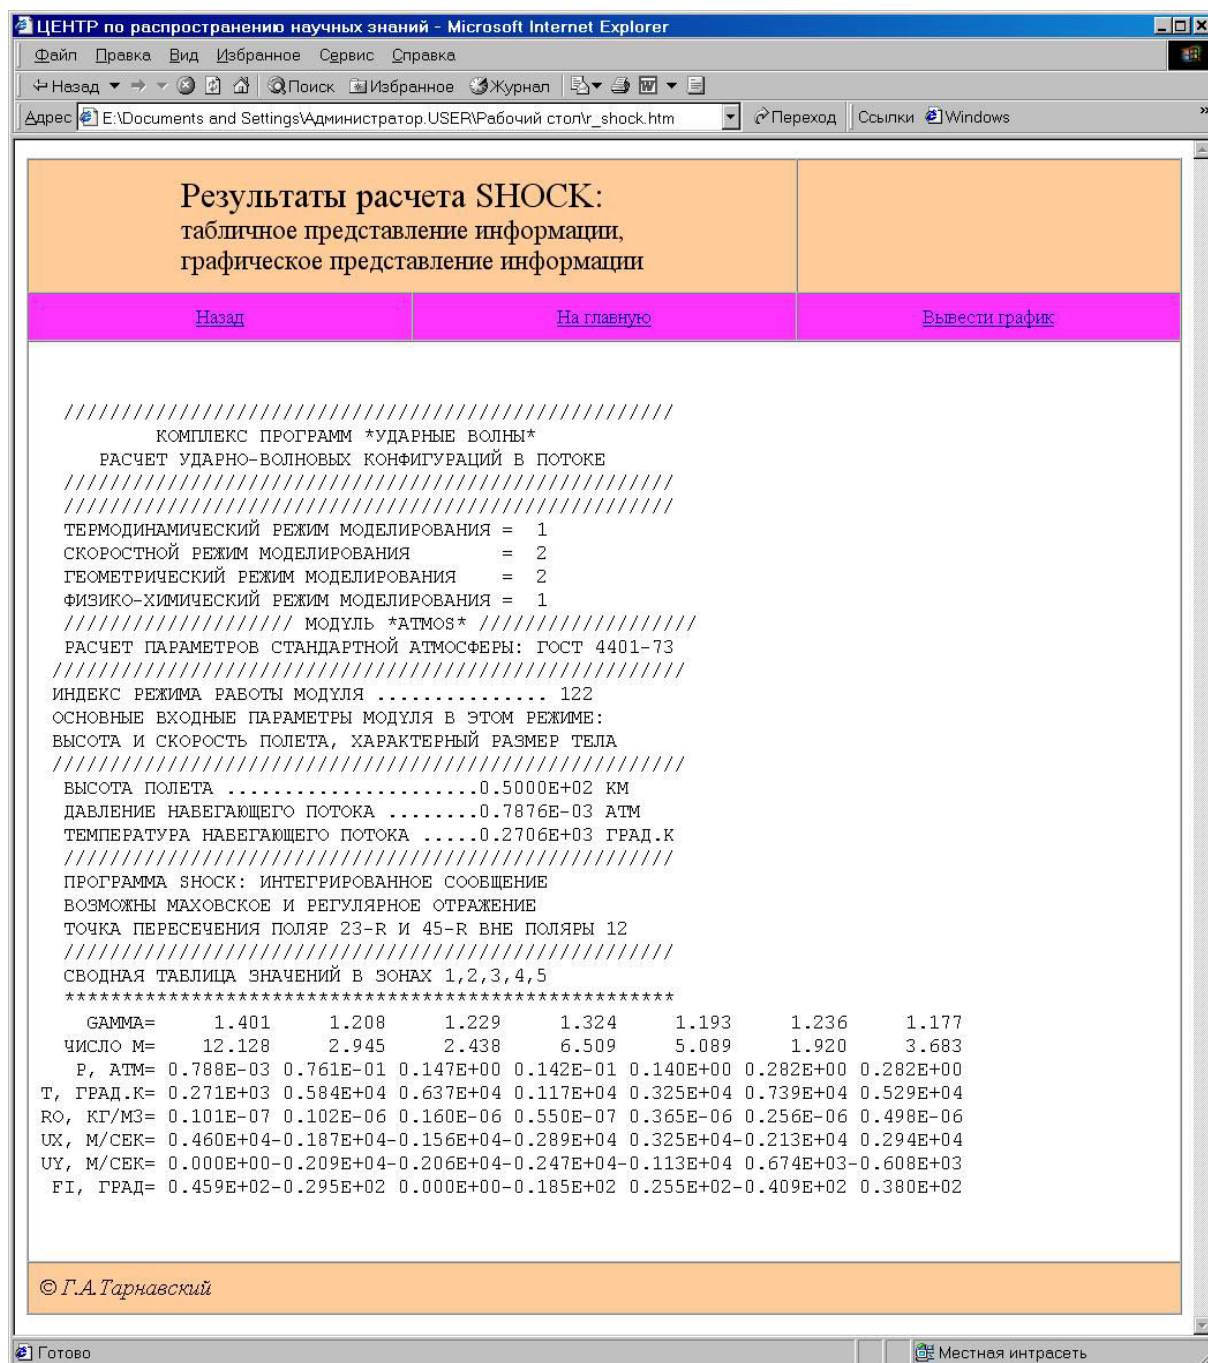 ЦЕНТР по распространению научных знаний - Microsoft Internet Explorer
Файл Правка Вид Избранное Сервис Справка
Назад Поиск Избранное Журнал
Адрес E:\Documents and Settings\Администратор.USER\Рабочий стол\r_shock.htm Переход Ссылки Windows
Результаты расчета SHOCK:
табличное представление информации,
графическое представление информации
Назад На главную Вывести график
/////////////////////////////////////////////////////
КОМПЛЕКС ПРОГРАММ *УДАРНЫЕ ВОЛНЫ*
РАСЧЕТ УДАРНО-ВОЛНОВЫХ КОНФИГУРАЦИЙ В ПОТОКЕ
/////////////////////////////////////////////////////
/////////////////////////////////////////////////////
ТЕРМОДИНАМИЧЕСКИЙ РЕЖИМ МОДЕЛИРОВАНИЯ = 1
СКОРОСТНОЙ РЕЖИМ МОДЕЛИРОВАНИЯ = 2
ГЕОМЕТРИЧЕСКИЙ РЕЖИМ МОДЕЛИРОВАНИЯ = 2
ФИЗИКО-ХИМИЧЕСКИЙ РЕЖИМ МОДЕЛИРОВАНИЯ = 1
//////////////////// МОДУЛЬ *ATMOS* ///////////////////
РАСЧЕТ ПАРАМЕТРОВ СТАНДАРТНОЙ АТМОСФЕРЫ: ГОСТ 4401-73
///////////////////////////////////////////////////////
ИНДЕКС РЕЖИМА РАБОТЫ МОДУЛЯ ............... 122
ОСНОВНЫЕ ВХОДНЫЕ ПАРАМЕТРЫ МОДУЛЯ В ЭТОМ РЕЖИМЕ:
ВЫСОТА И СКОРОСТЬ ПОЛЕТА, ХАРАКТЕРНЫЙ РАЗМЕР ТЕЛА
///////////////////////////////////////////////////////
ВЫСОТА ПОЛЕТА ......................0.5000E+02 КМ
ДАВЛЕНИЕ НАБЕГАЮЩЕГО ПОТОКА ........0.7876E-03 АТМ
ТЕМПЕРАТУРА НАБЕГАЮЩЕГО ПОТОКА .....0.2706E+03 ГРАД.К
/////////////////////////////////////////////////////
ПРОГРАММА SHOCK: ИНТЕГРИРОВАННОЕ СООБЩЕНИЕ
ВОЗМОЖНЫ МАХОВСКОЕ И РЕГУЛЯРНОЕ ОТРАЖЕНИЕ
ТОЧКА ПЕРЕСЕЧЕНИЯ ПОЛЯР 23-R И 45-R ВНЕ ПОЛЯРЫ 12
/////////////////////////////////////////////////////
СВОДНАЯ ТАБЛИЦА ЗНАЧЕНИЙ В ЗОНАХ 1,2,3,4,5
*****************************************************
GAMMA= 1.401 1.208 1.229 1.324 1.193 1.236 1.177
ЧИСЛО М= 12.128 2.945 2.438 6.509 5.089 1.920 3.683
P, АТМ= 0.788E-03 0.761E-01 0.147E+00 0.142E-01 0.140E+00 0.282E+00 0.282E+00
T, ГРАД.К= 0.271E+03 0.584E+04 0.637E+04 0.117E+04 0.325E+04 0.739E+04 0.529E+04
RO, КГ/М3= 0.101E-07 0.102E-06 0.160E-06 0.550E-07 0.365E-06 0.256E-06 0.498E-06
UX, М/СЕК= 0.460E+04-0.187E+04-0.156E+04-0.289E+04 0.325E+04-0.213E+04 0.294E+04
UY, М/СЕК= 0.000E+00-0.209E+04-0.206E+04-0.247E+04-0.113E+04 0.674E+03-0.608E+03
FI, ГРАД= 0.459E+02-0.295E+02 0.000E+00-0.185E+02 0.255E+02-0.409E+02 0.380E+02
© Г.А.Тарнавский
Готово Местная интрасеть